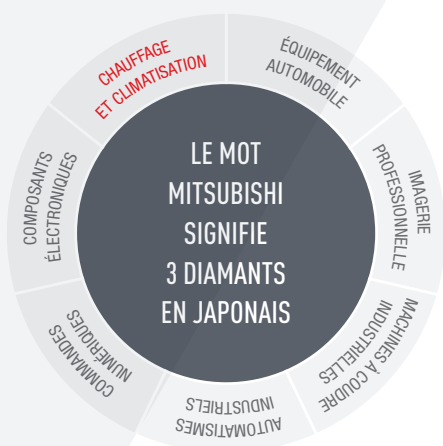 LE MOT
MITSUBISHI
SIGNIFIE
3 DIAMANTS
EN JAPONAIS
CHAUFFAGE
ET CLIMATISATION
ÉQUIPEMENT
AUTOMOBILE
IMAGERIE
PROFESSIONNELLE
MACHINES À COUDRE
INDUSTRIELLES
AUTOMATISMES
INDUSTRIELS
COMMANDES
NUMÉRIQUES
COMPOSANTS
ÉLECTRONIQUES